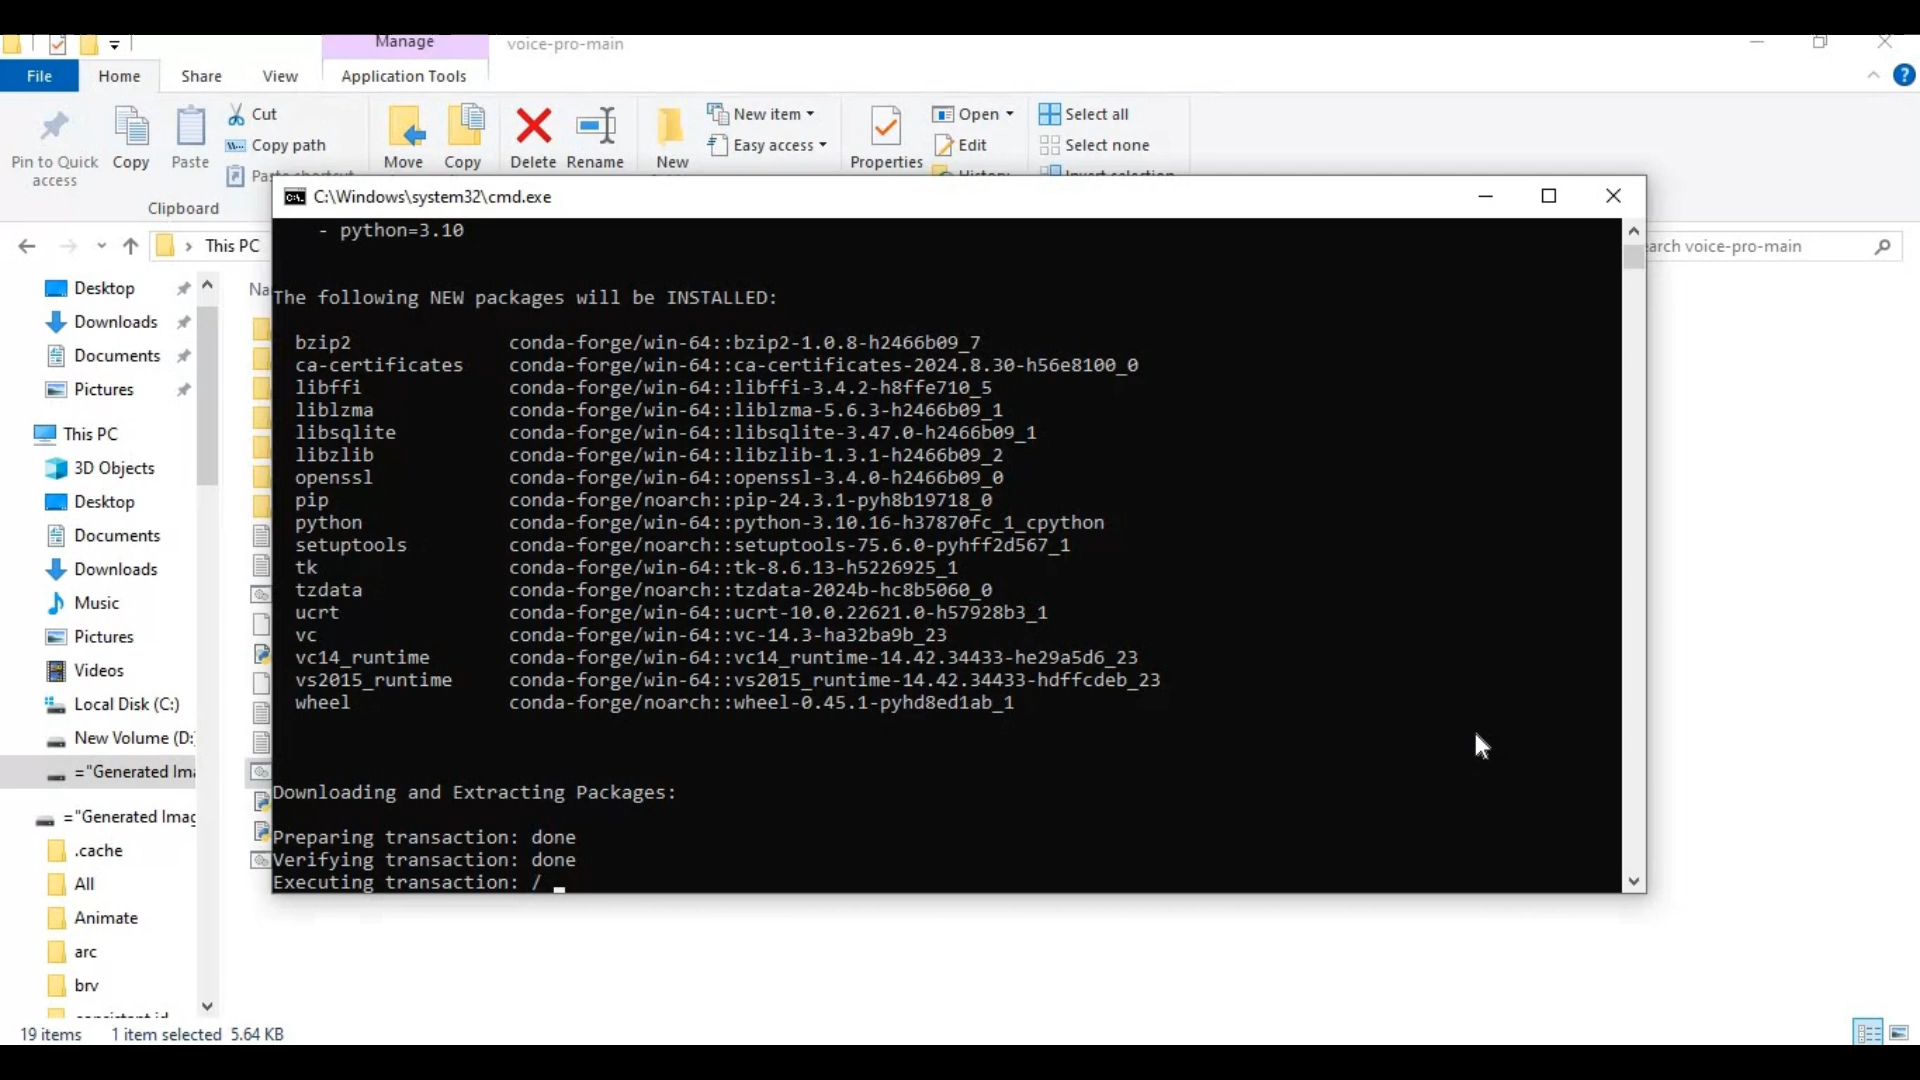 Manage
voice-pro-main
File
Home
Share
View
Application Tools
Pin to Quick
access
Copy
Paste
Cut
Copy path
Paste shortcut
Clipboard
Move
Copy
Delete
Rename
New
New item
Easy access
Properties
Open
Edit
History
Select all
Select none
Invert selection
C:\Windows\system32\cmd.exe
This PC
earch voice-pro-main
Na
- python=3.10
The following NEW packages will be INSTALLED:
bzip2 conda-forge/win-64::bzip2-1.0.8-h2466b09_7
ca-certificates conda-forge/win-64::ca-certificates-2024.8.30-h56e8100_0
libffi conda-forge/win-64::libffi-3.4.2-h8ffe710_5
liblzma conda-forge/win-64::liblzma-5.6.3-h2466b09_1
libsqlite conda-forge/win-64::libsqlite-3.47.0-h2466b09_1
libzlib conda-forge/win-64::libzlib-1.3.1-h2466b09_2
openssl conda-forge/win-64::openssl-3.4.0-h2466b09_0
pip conda-forge/noarch::pip-24.3.1-pyh8b19718_0
python conda-forge/win-64::python-3.10.16-h37870fc_1_cpython
setuptools conda-forge/noarch::setuptools-75.6.0-pyhff2d567_1
tk conda-forge/win-64::tk-8.6.13-h5226925_1
tzdata conda-forge/noarch::tzdata-2024b-hc8b5060_0
ucrt conda-forge/win-64::ucrt-10.0.22621.0-h57928b3_1
vc conda-forge/win-64::vc-14.3-ha32ba9b_23
vc14_runtime conda-forge/win-64::vc14_runtime-14.42.34433-he29a5d6_23
vs2015_runtime conda-forge/win-64::vs2015_runtime-14.42.34433-hdffcdeb_23
wheel conda-forge/noarch::wheel-0.45.1-pyhd8ed1ab_1
Downloading and Extracting Packages:
Preparing transaction: done
Verifying transaction: done
Executing transaction: /
Desktop
Downloads
Documents
Pictures
This PC
3D Objects
Desktop
Documents
Downloads
Music
Pictures
Videos
Local Disk (C:)
New Volume (D:
="Generated Ima
="Generated Imag
.cache
All
Animate
arc
brv
19 items
1 item selected 5.64 KB